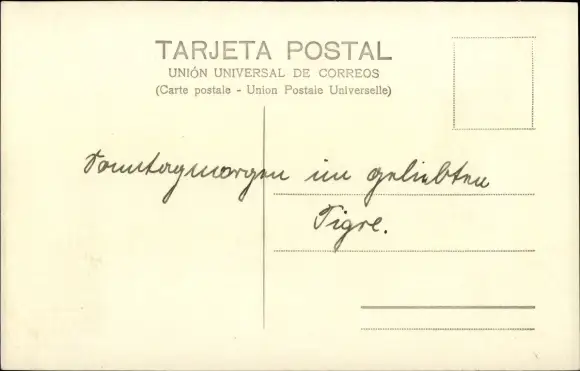 TARJETA POSTAL
UNIÓN UNIVERSAL DE CORREOS
(Carte postale - Union Postale Universelle)
Sonntagmorgen im geliebten
Tigre.